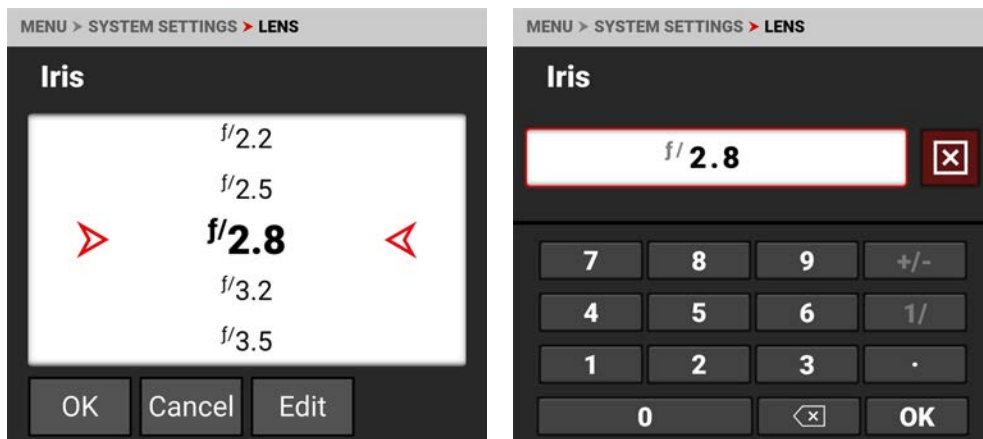 MENU > SYSTEM SETTINGS > LENS
Iris
ƒ/2.2
ƒ/2.5
ƒ/2.8
ƒ/3.2
ƒ/3.5
OK Cancel Edit
MENU > SYSTEM SETTINGS > LENS
Iris
ƒ/2.8
7 8 9 +/-
4 5 6 1/
1 2 3 .
0 OK